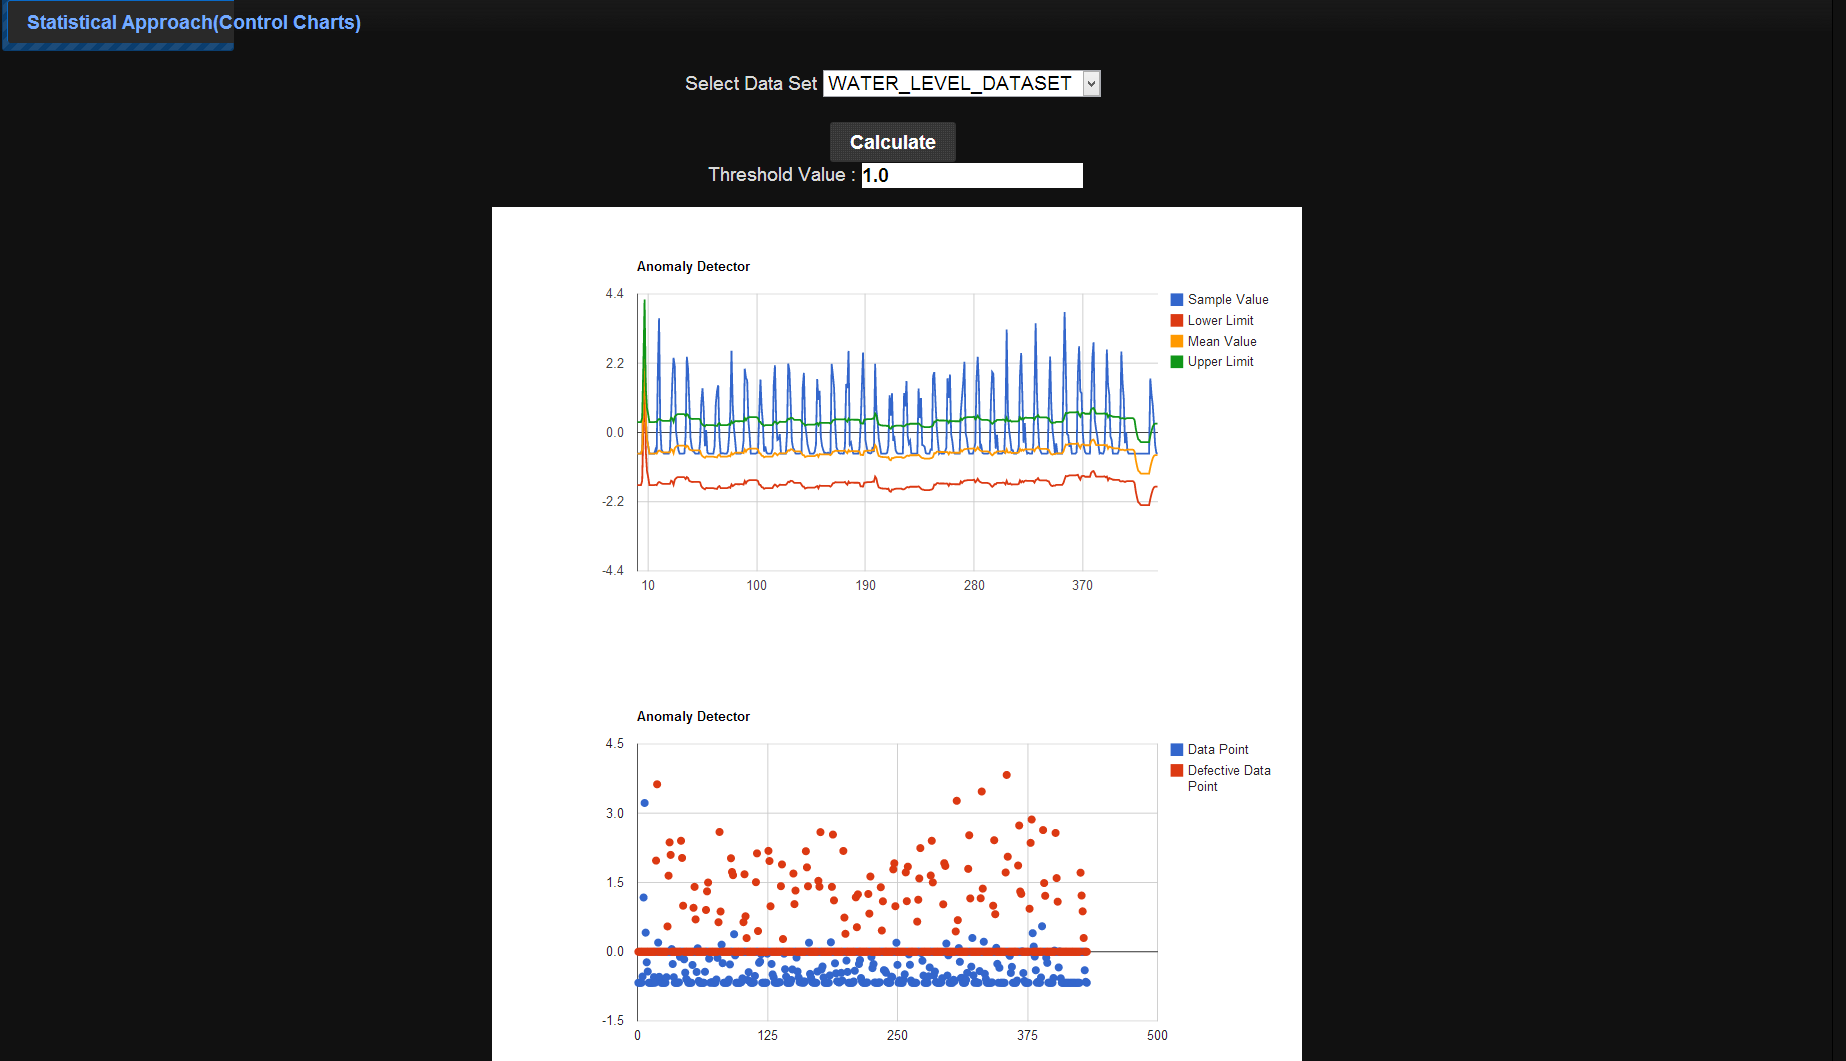 Statistical Approach(Control Charts)
Select Data Set WATER_LEVEL_DATASET
Calculate
Threshold Value : 1.0
Anomaly Detector
4.4
2.2
0.0
-2.2
-4.4
10 100 190 280 370
Sample Value
Lower Limit
Mean Value
Upper Limit
Anomaly Detector
4.5
3.0
1.5
0.0
-1.5
0 125 250 375 500
Data Point
Defective Data
Point